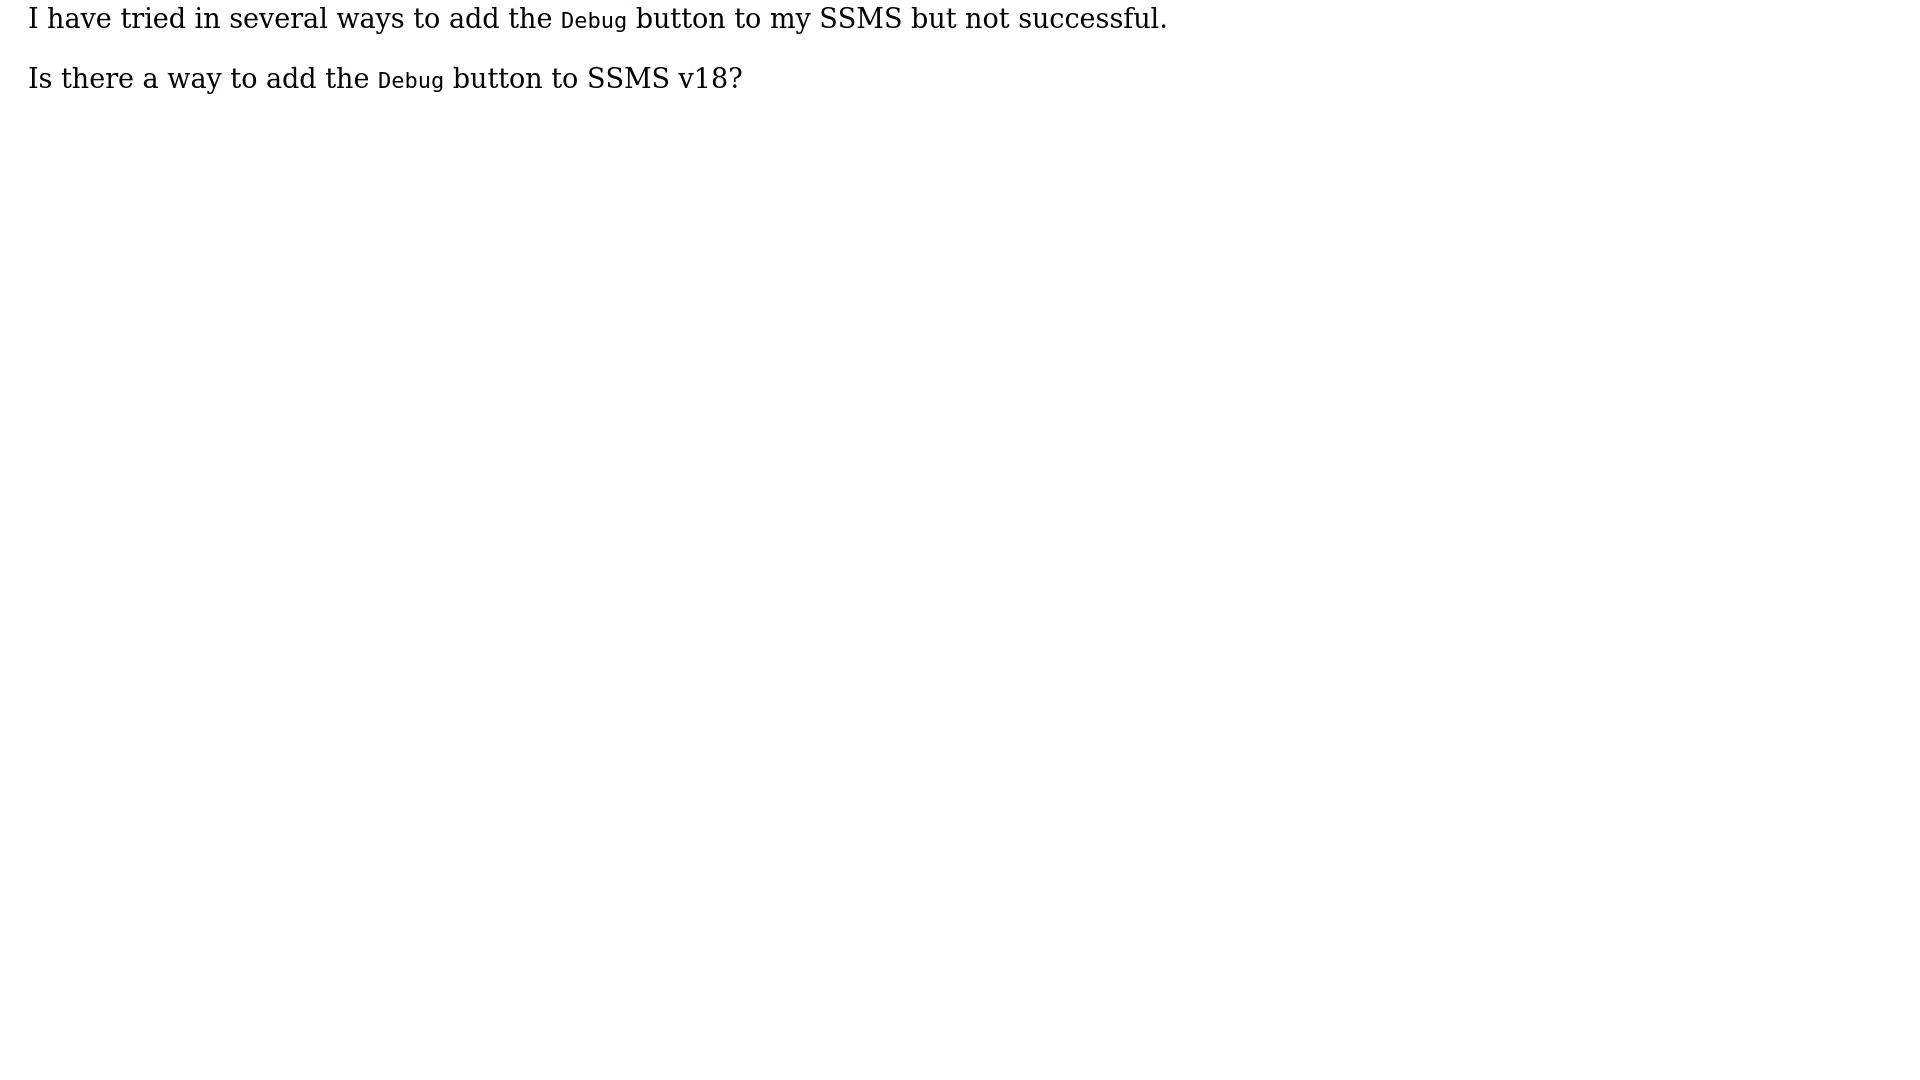 I have tried in several ways to add the Debug button to my SSMS but not successful.
Is there a way to add the Debug button to SSMS v18?